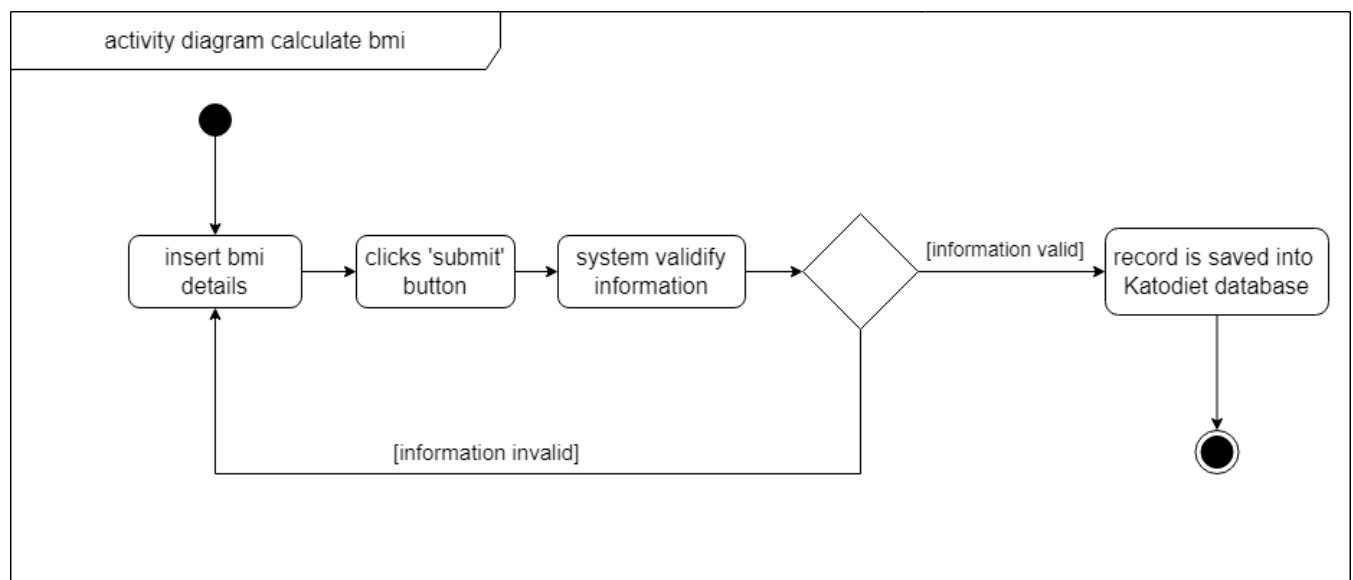 activity diagram calculate bmi
insert bmi
details
clicks 'submit'
button
system validify
information
[information valid]
record is saved into
Katodiet database
[information invalid]